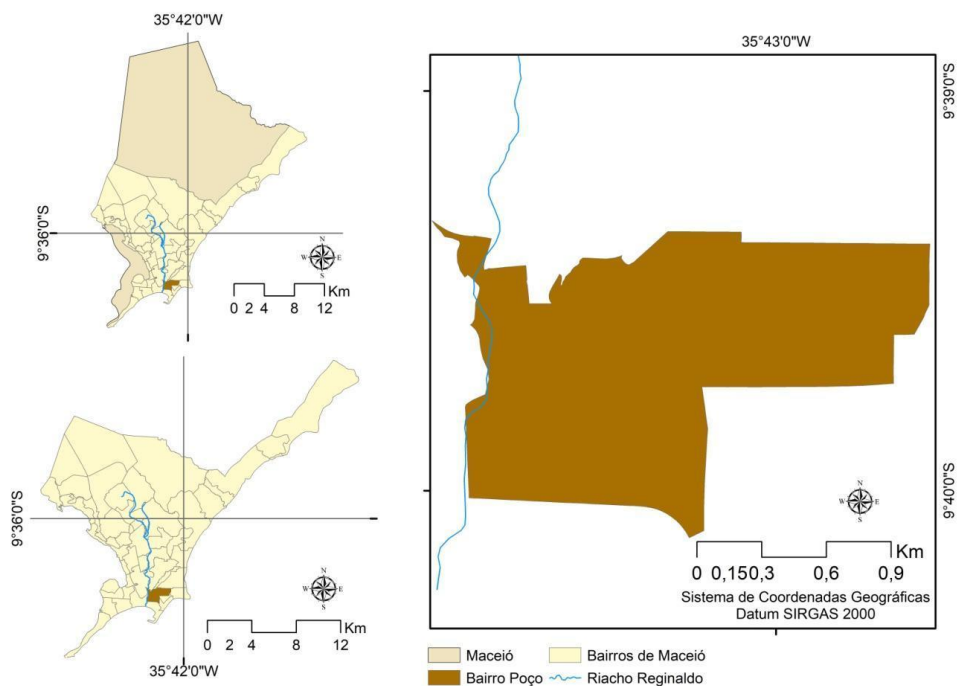 35°42'0"W
9°36'0"S
N
W E
S
Km
0 2 4 8 12
9°36'0"S
N
W E
S
Km
0 2 4 8 12
35°42'0"W
35°43'0"W
9°39'0"S
9°40'0"S
N
W E
S
Km
0 0,15 0,3 0,6 0,9
Sistema de Coordenadas Geográficas
Datum SIRGAS 2000
Maceió Bairros de Maceió
Bairro Poço Riacho Reginaldo